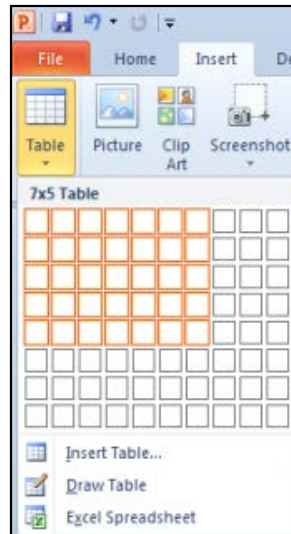 P
File Home Insert De
Table Picture Clip Art Screenshot
7x5 Table
Insert Table...
Draw Table
Excel Spreadsheet